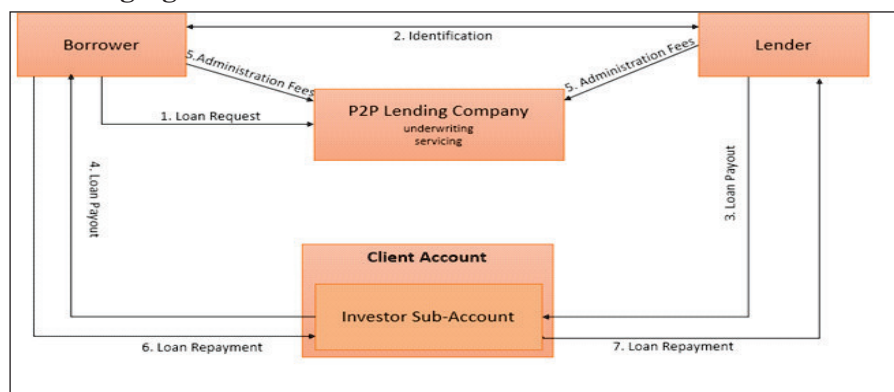 2. Identification
Borrower
Lender
5.Administration Fees
5. Administration Fees
P2P Lending Company
underwriting
servicing
1. Loan Request
4. Loan Payout
3. Loan Payout
Client Account
Investor Sub-Account
6. Loan Repayment
7. Loan Repayment